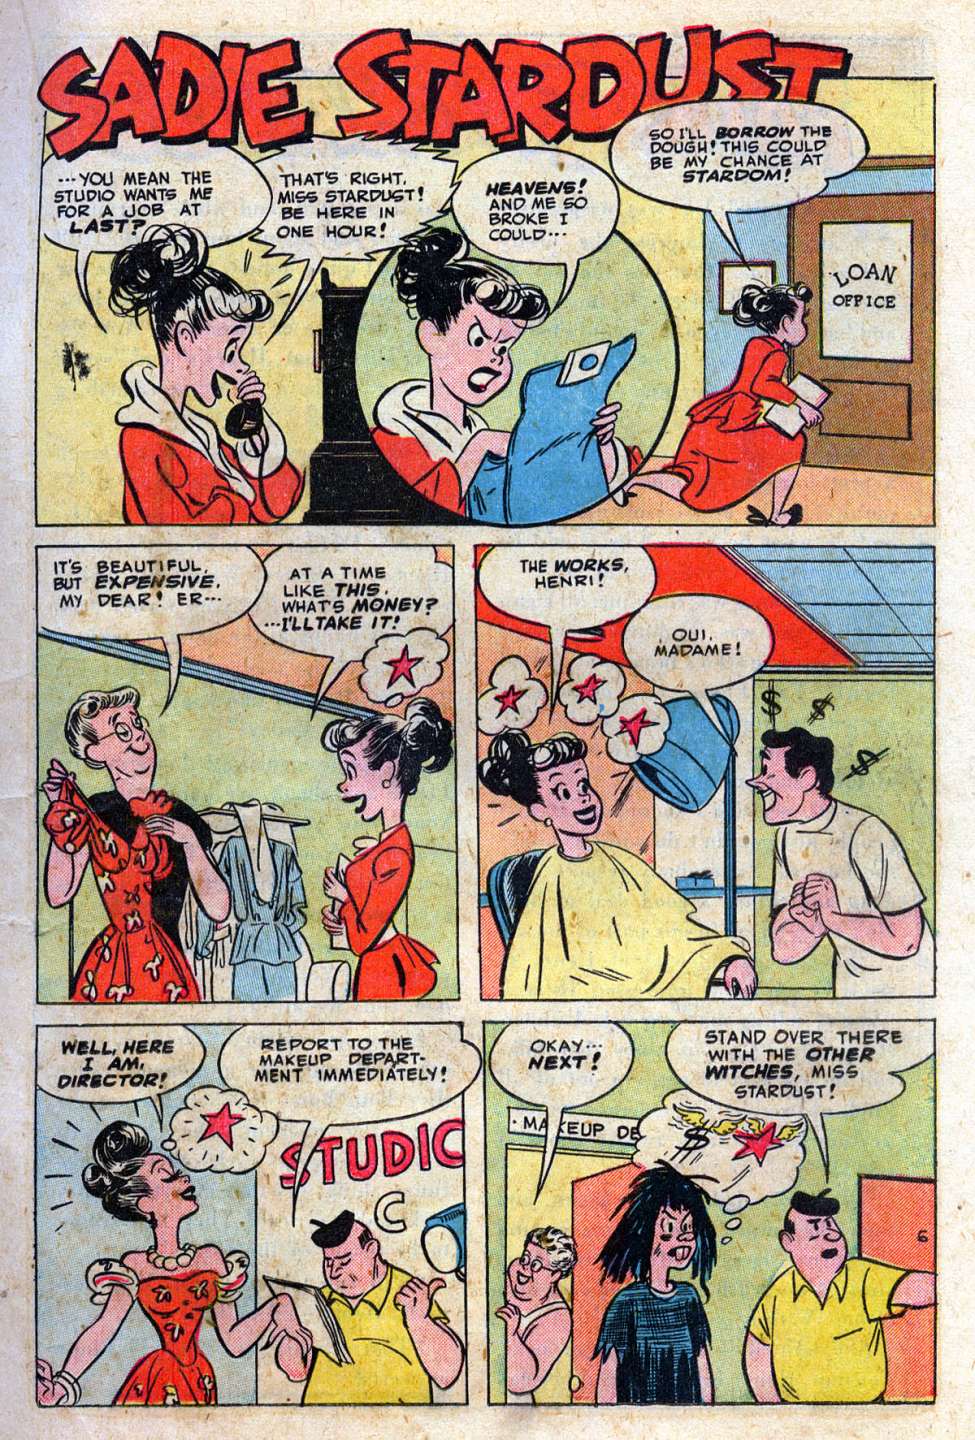 SADIE STARDUST
...YOU MEAN THE
STUDIO WANTS ME
FOR A JOB AT
LAST?
THAT'S RIGHT,
MISS STARDUST!
BE HERE IN
ONE HOUR!
HEAVENS!
AND ME SO
BROKE I
COULD...
SO I'LL BORROW THE
DOUGH! THIS COULD
BE MY CHANCE AT
STARDOM!
LOAN
OFFICE
IT'S BEAUTIFUL,
BUT EXPENSIVE,
MY DEAR! ER...
AT A TIME
LIKE THIS,
WHAT'S MONEY?
...I'LL TAKE IT!
THE WORKS,
HENRI!
OUI,
MADAME!
$ $ $
WELL, HERE
I AM,
DIRECTOR!
REPORT TO THE
MAKEUP DEPART-
MENT IMMEDIATELY!
STUDIO
C
OKAY...
NEXT!
STAND OVER THERE
WITH THE OTHER
WITCHES, MISS
STARDUST!
MAKEUP DE
$
6